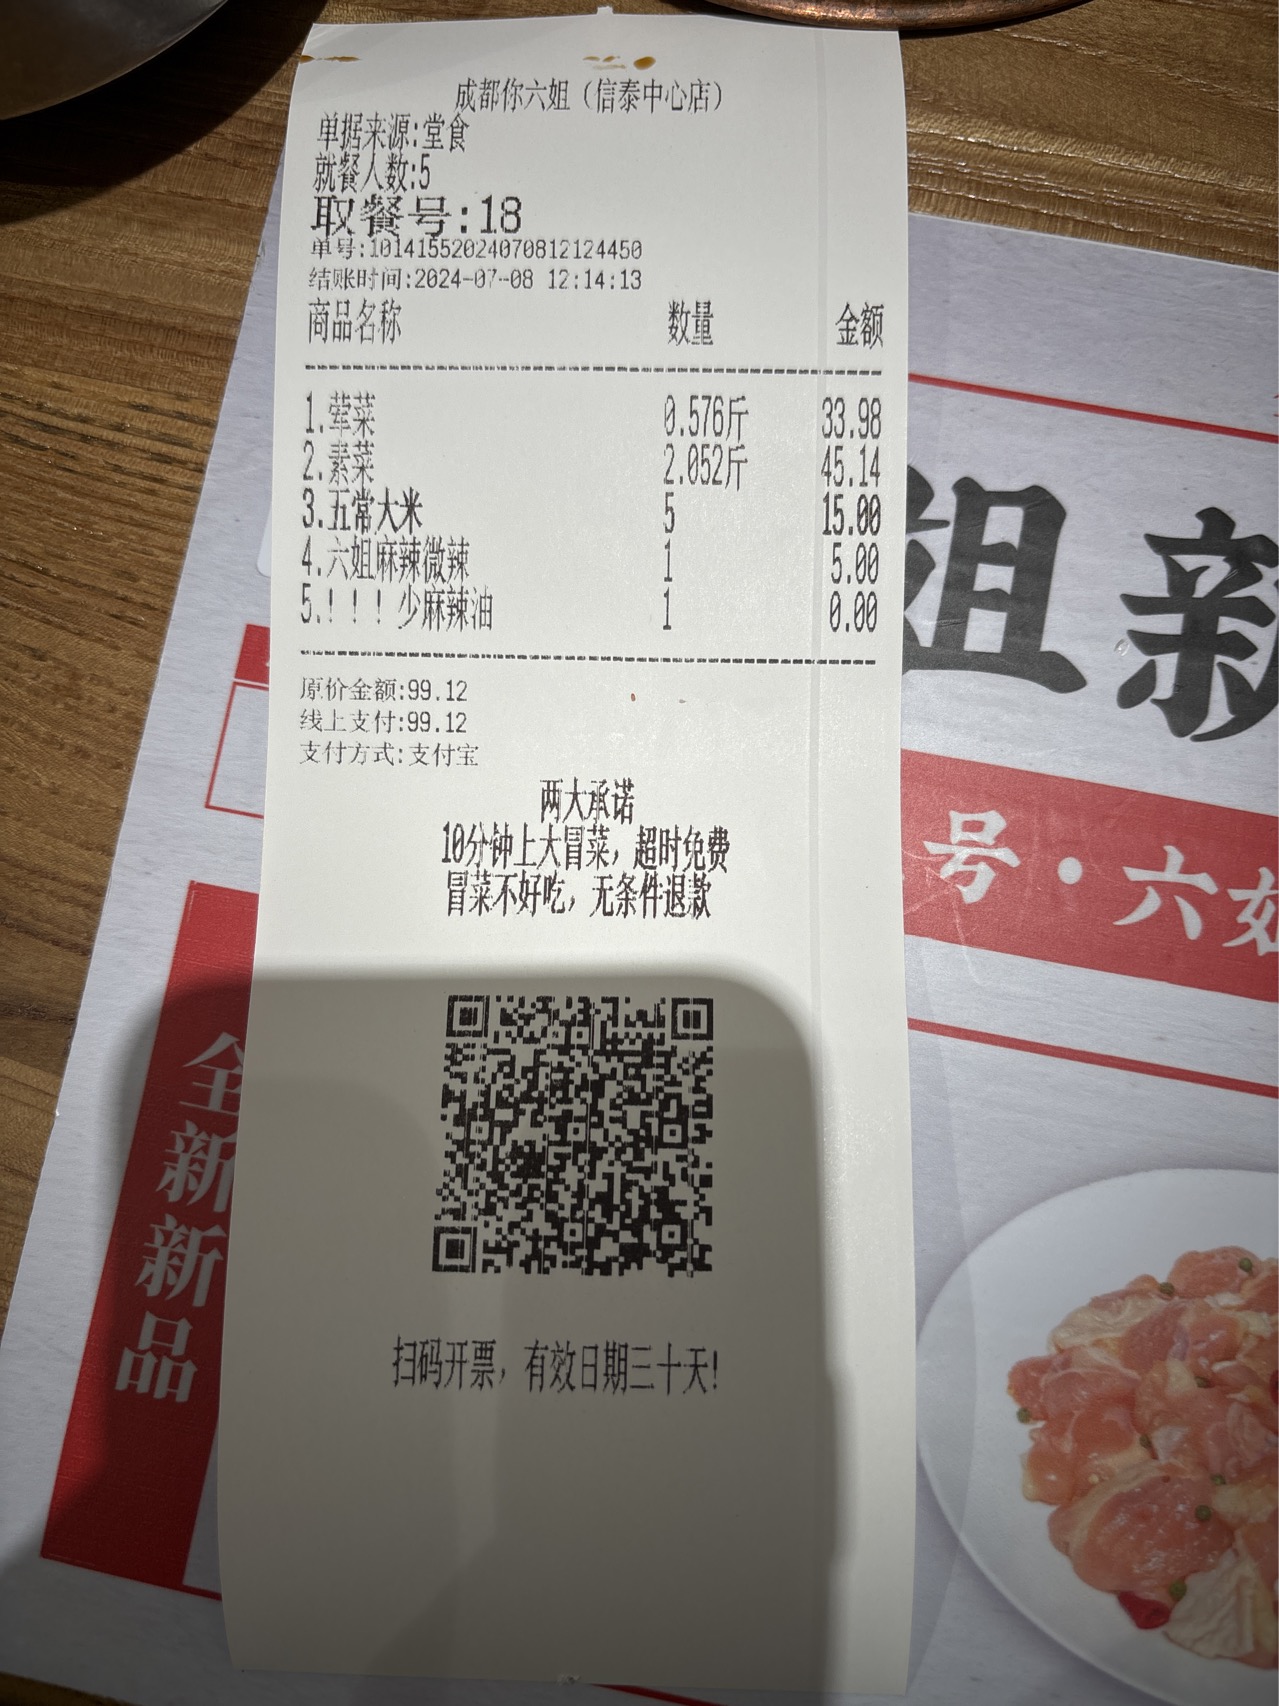 成都你六姐（信泰中心店）
单据来源:堂食
就餐人数:5
取餐号:18
单号:10141552024070812124450
结账时间:2024-07-08 12:14:13
商品名称 数量 金额
1.荤菜 0.576斤 33.98
2.素菜 2.052斤 45.14
3.五常大米 5 15.00
4.六姐麻辣微辣 1 5.00
5.！！！少麻辣油 1 0.00
原价金额:99.12
线上支付:99.12
支付方式:支付宝
两大承诺
10分钟上大冒菜，超时免费
冒菜不好吃，无条件退款
扫码开票，有效日期三十天!
姐新
号·六姐
全新新品